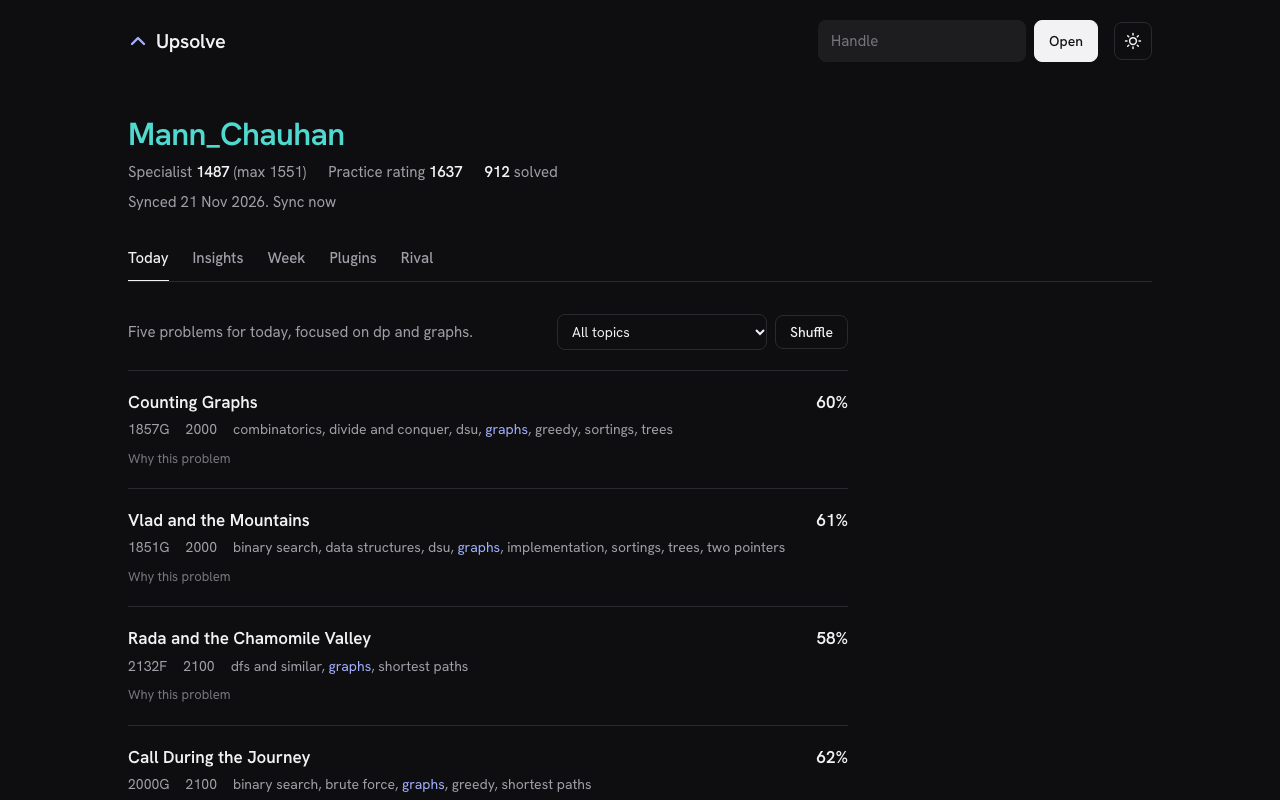 Upsolve
Handle
Open
Mann_Chauhan
Specialist 1487 (max 1551) Practice rating 1637 912 solved
Synced 21 Nov 2026. Sync now
Today Insights Week Plugins Rival
Five problems for today, focused on dp and graphs.
All topics
Shuffle
Counting Graphs 60%
1857G 2000 combinatorics, divide and conquer, dsu, graphs, greedy, sortings, trees
Why this problem
Vlad and the Mountains 61%
1851G 2000 binary search, data structures, dsu, graphs, implementation, sortings, trees, two pointers
Why this problem
Rada and the Chamomile Valley 58%
2132F 2100 dfs and similar, graphs, shortest paths
Why this problem
Call During the Journey 62%
2000G 2100 binary search, brute force, graphs, greedy, shortest paths